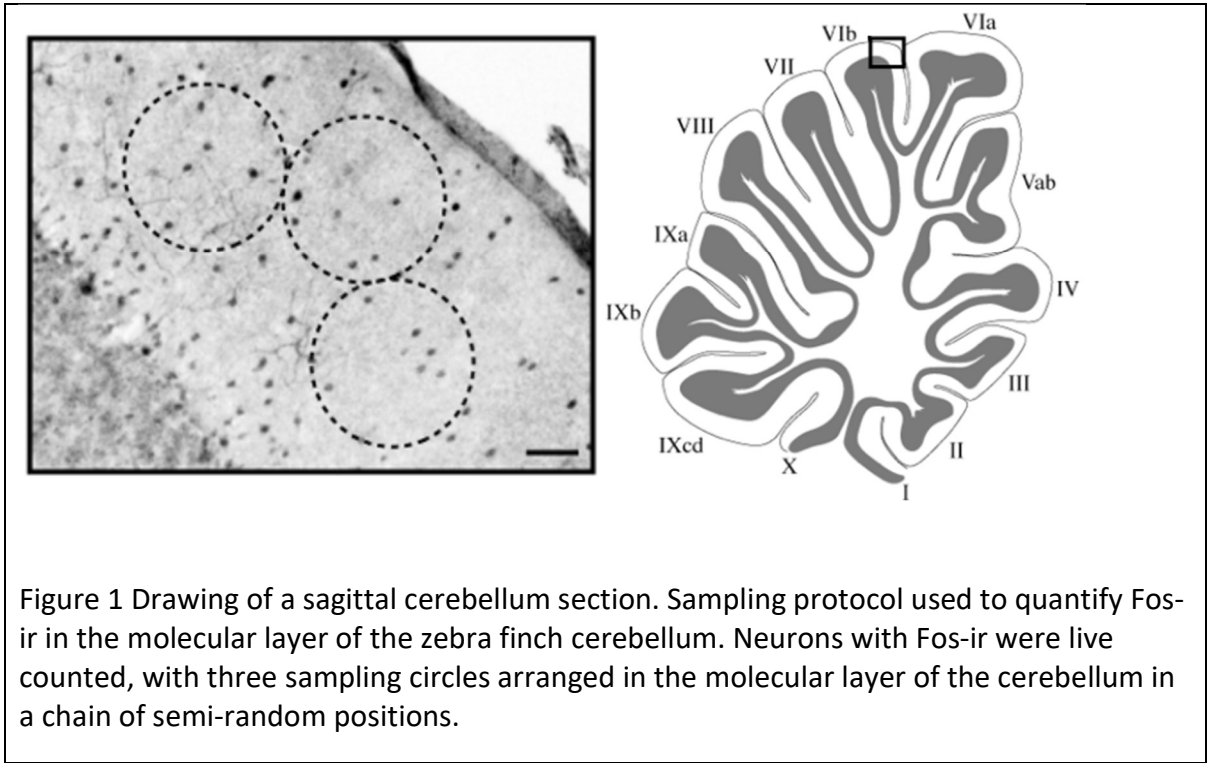 VIb
VIa
VII
VIII
Vab
IXa
IV
IXb
III
IXcd
II
X
I
Figure 1 Drawing of a sagittal cerebellum section. Sampling protocol used to quantify Fos-
ir in the molecular layer of the zebra finch cerebellum. Neurons with Fos-ir were live
counted, with three sampling circles arranged in the molecular layer of the cerebellum in
a chain of semi-random positions.